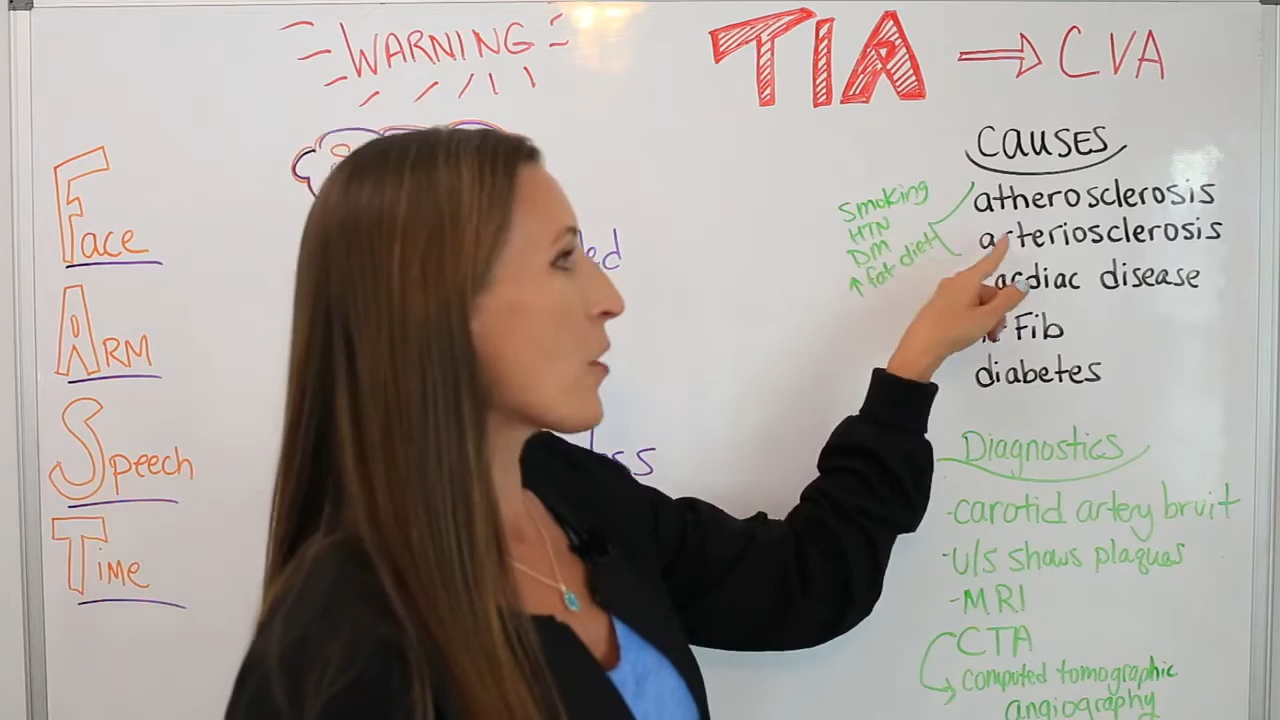 WARNING
TIA → CVA
Face
ARM
Speech
Time
CAUSES
atherosclerosis
arteriosclerosis
cardiac disease
Fib
diabetes
Smoking
HTN
DM
↑ fat diet
Diagnostics
-carotid artery bruit
-U/s shows plaques
-MRI
CTA
computed tomographic
angiography